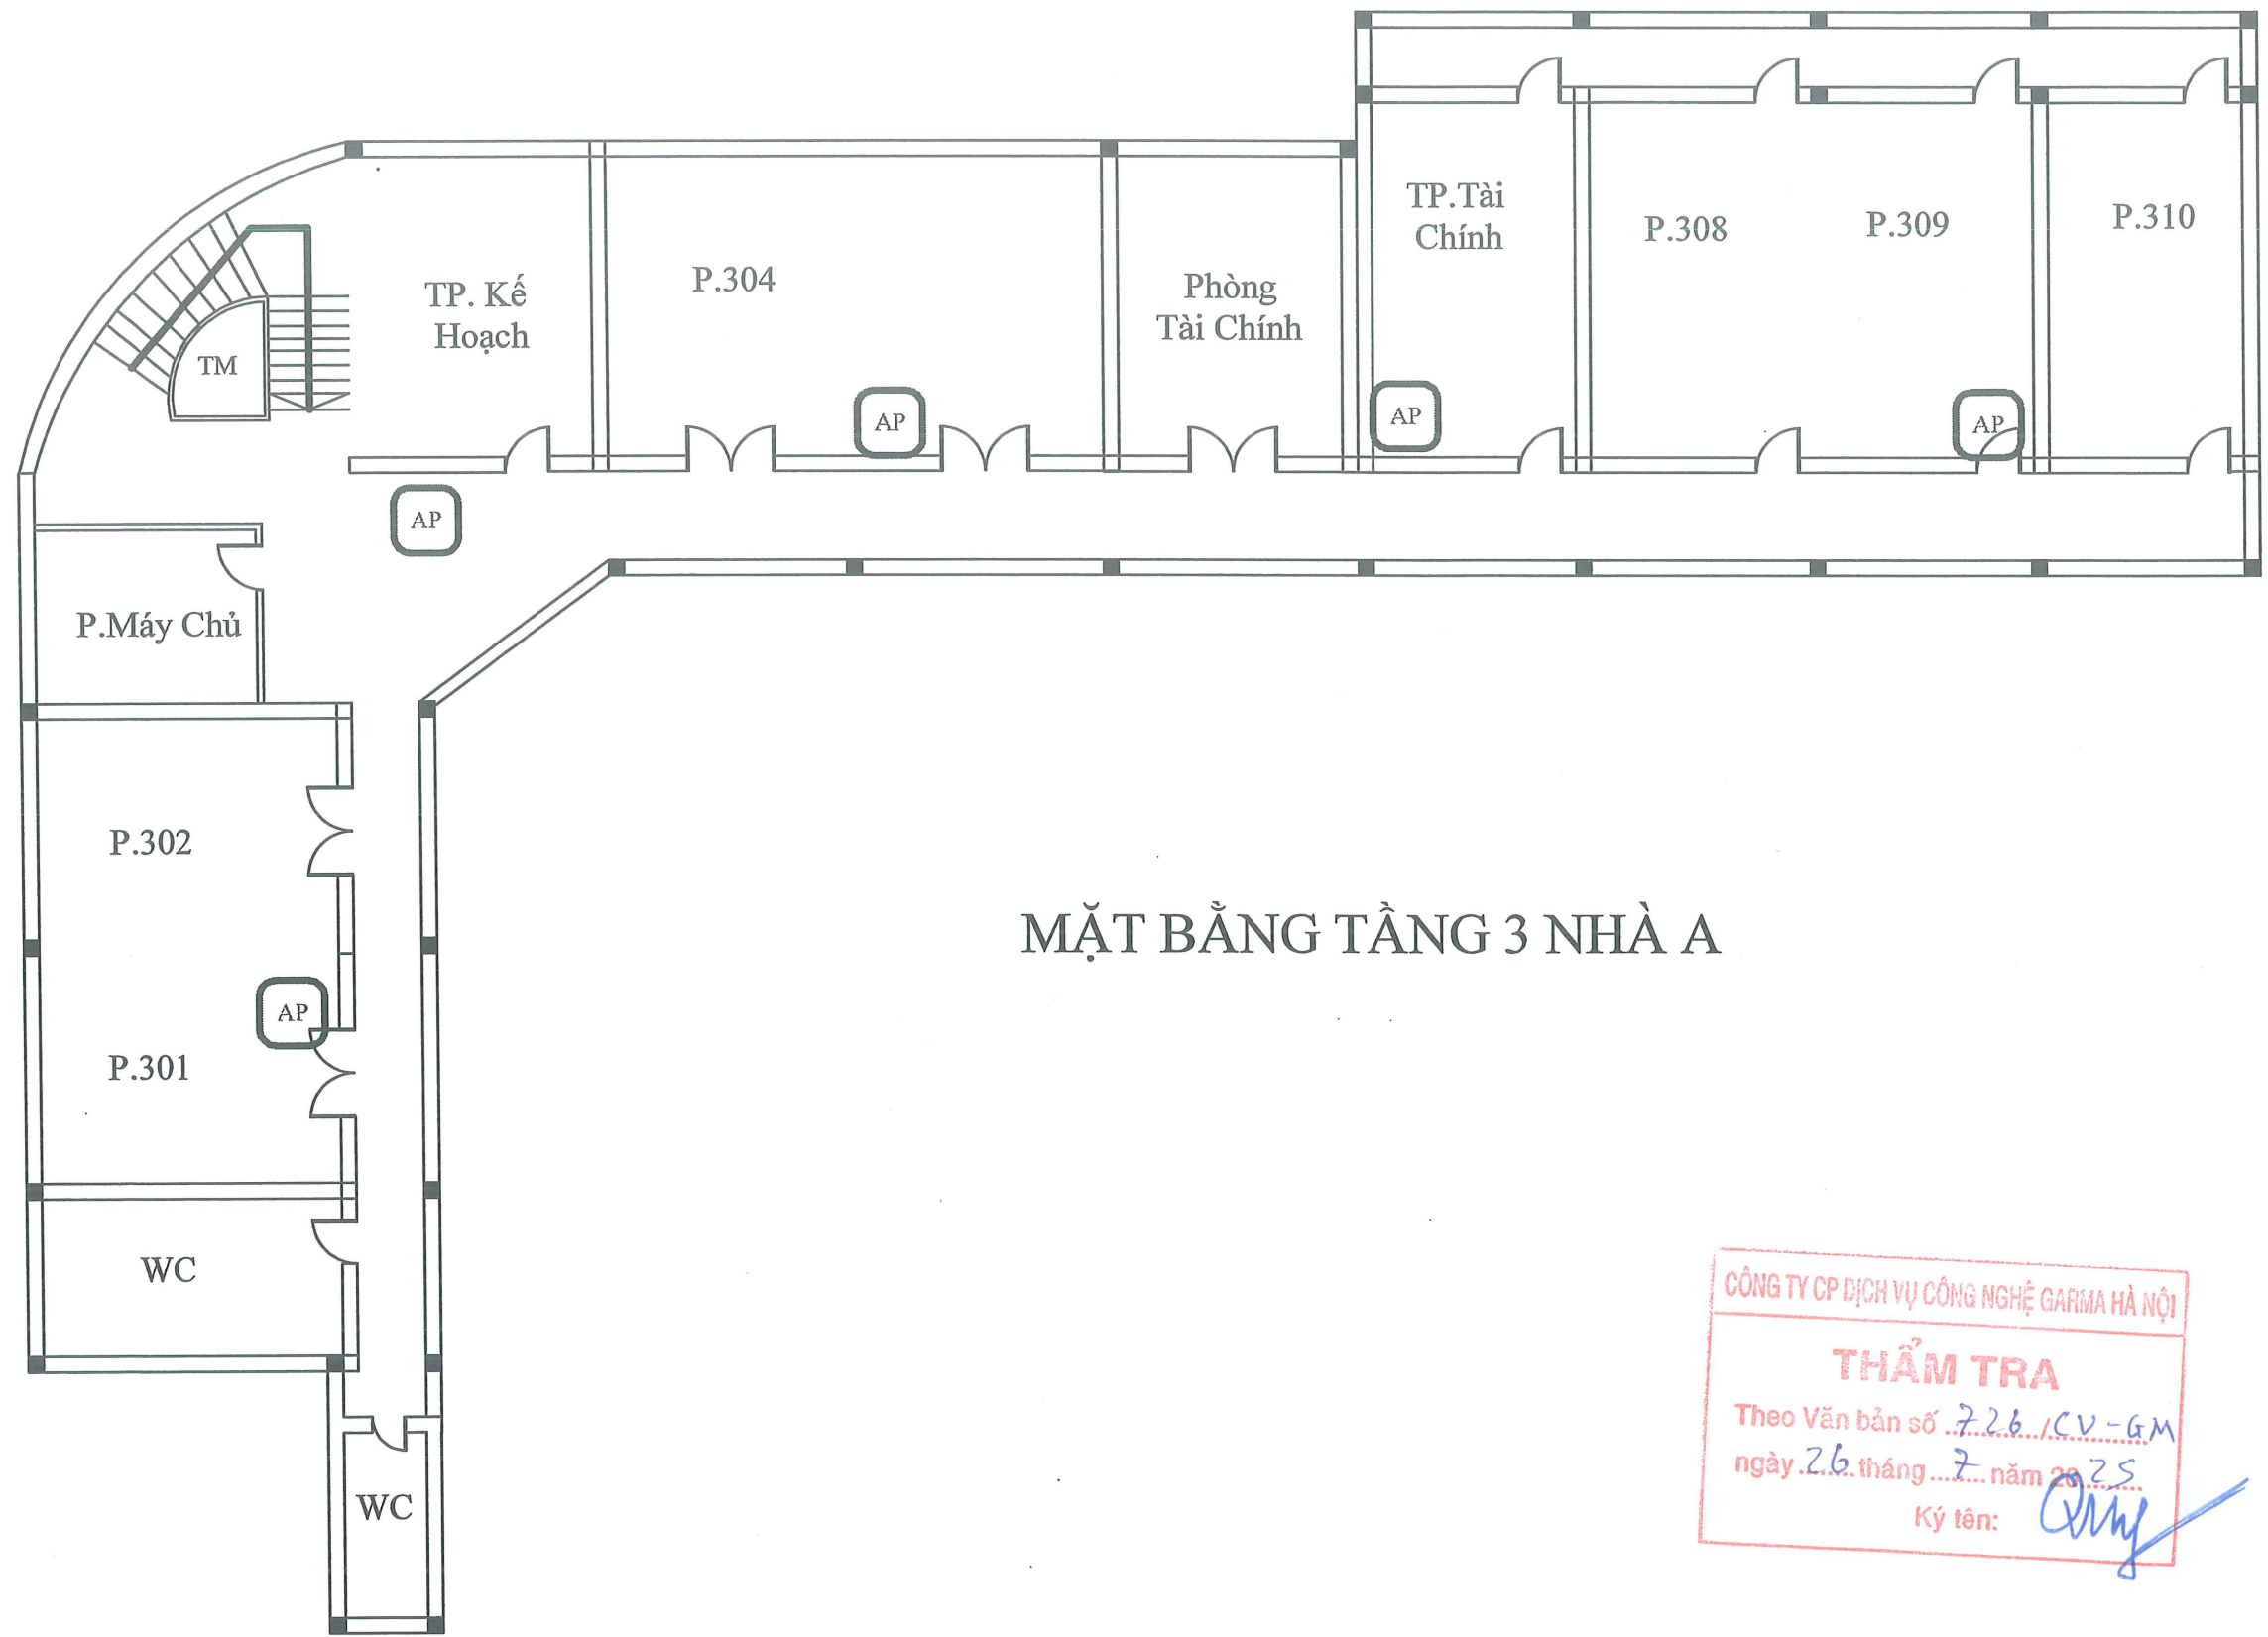 TP.Tài
Chính
P.308
P.309
P.310
P.304
TP. Kế
Hoạch
Phòng
Tài Chính
TM
AP
AP
AP
AP
P.Máy Chủ
P.302
MẶT BẰNG TẦNG 3 NHÀ A
AP
P.301
WC
WC
CÔNG TY CP DỊCH VỤ CÔNG NGHỆ GARMA HÀ NỘI
THẨM TRA
Theo Văn bản số 726/CV-GM
ngày 26 tháng 7 năm 2025
Ký tên: